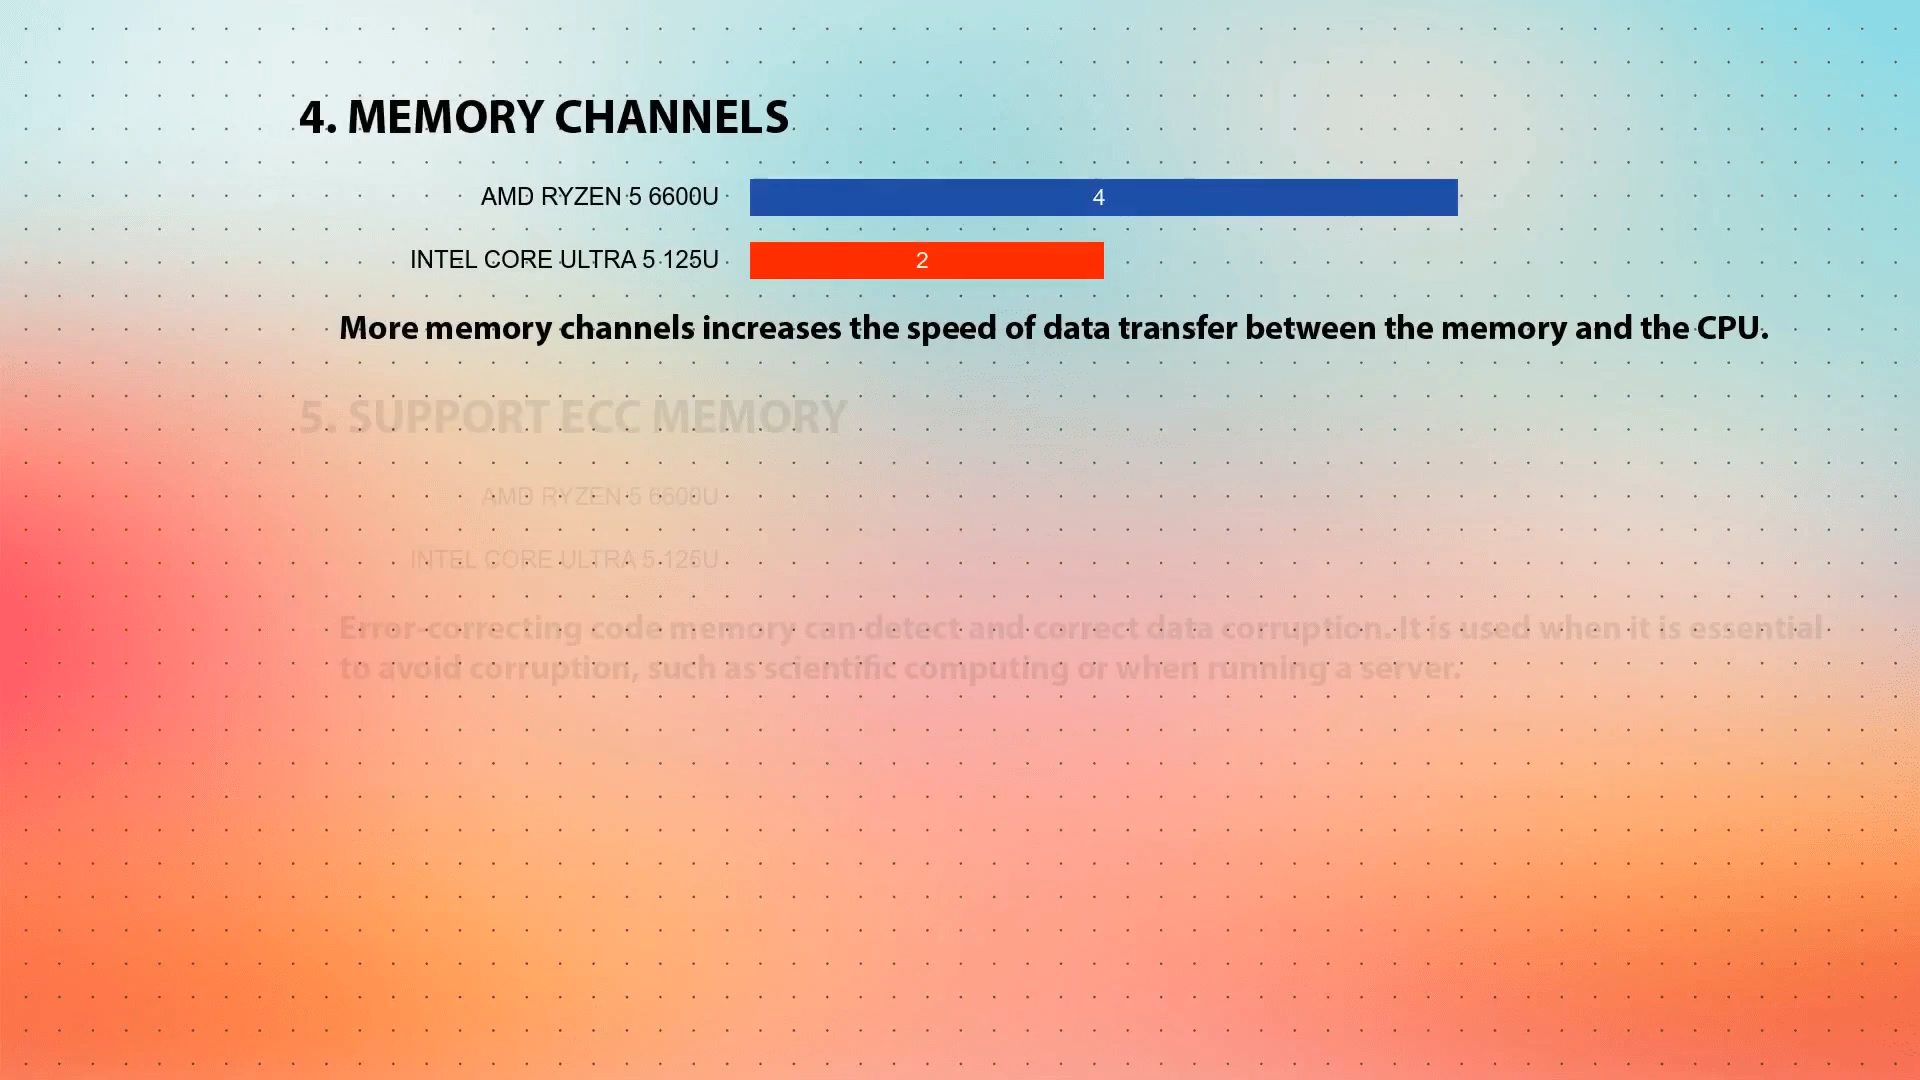 4. MEMORY CHANNELS
AMD RYZEN 5 6600U
4
INTEL CORE ULTRA 5 125U
2
More memory channels increases the speed of data transfer between the memory and the CPU.
5. SUPPORT ECC MEMORY
AMD RYZEN 5 6600U
INTEL CORE ULTRA 5 125U
Error-correcting code memory can detect and correct data corruption. It is used when it is essential
to avoid corruption, such as scientific computing or when running a server.